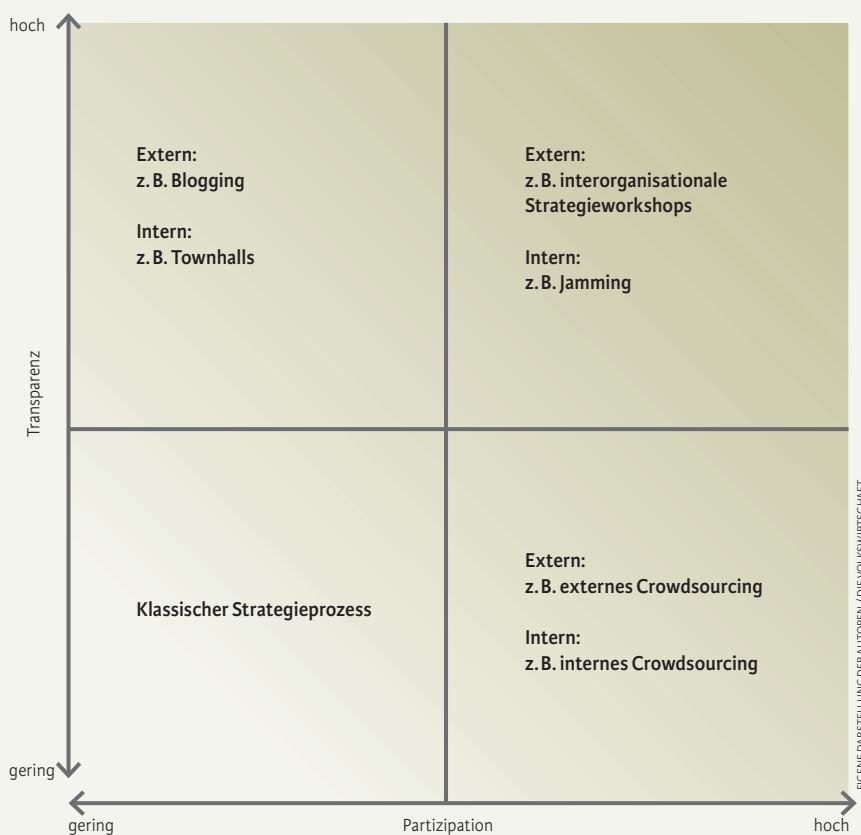 hoch
Extern:
z. B. Blogging
Intern:
z. B. Townhalls
Extern:
z. B. interorganisationale
Strategieworkshops
Intern:
z. B. Jamming
Transparenz
Klassischer Strategieprozess
Extern:
z. B. externes Crowdsourcing
Intern:
z. B. internes Crowdsourcing
gering
gering
Partizipation
hoch
EIGENE DARSTELLUNG DER AUTOREN / DIE VOLKSWIRTSCHAFT